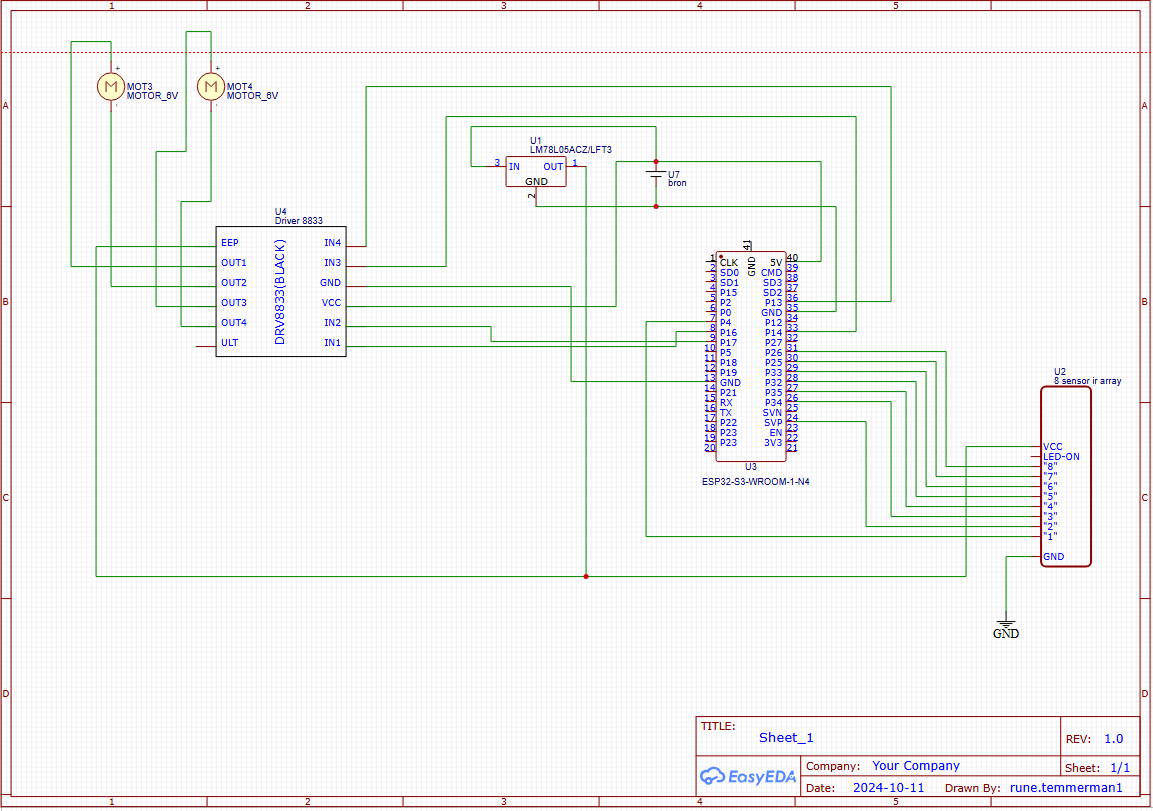 1 2 3 4 5
A A
B B
C C
D D
1 2 3 4 5
+
MOT3
MOTOR_6V
-
+
MOT4
MOTOR_6V
-
U1
LM78L05ACZ/LFT3
3 IN OUT 1
GND
2
U7
bron
U4
Driver 8833
DRV8833(BLACK)
EEP IN4
OUT1 IN3
OUT2 GND
OUT3 VCC
OUT4 IN2
ULT IN1
41
GND
1 CLK 5V 40
2 SD0 CMD 39
3 SD1 SD3 38
4 P15 SD2 37
5 P2 P13 36
6 P0 GND 35
7 P4 P12 34
8 P16 P14 33
9 P17 P27 32
10 P5 P26 31
11 P18 P25 30
12 P19 P33 29
13 GND P32 28
14 P21 P35 27
15 RX P34 26
16 TX SVN 25
17 P22 SVP 24
18 P23 EN 23
19 P23 3V3 22
20 21
U3
ESP32-S3-WROOM-1-N4
U2
8 sensor ir array
VCC
LED-ON
"8"
"7"
"6"
"5"
"4"
"3"
"2"
"1"
GND
GND
TITLE:
Sheet_1
REV: 1.0
EasyEDA
Company: Your Company
Sheet: 1/1
Date: 2024-10-11 Drawn By: rune.temmerman1